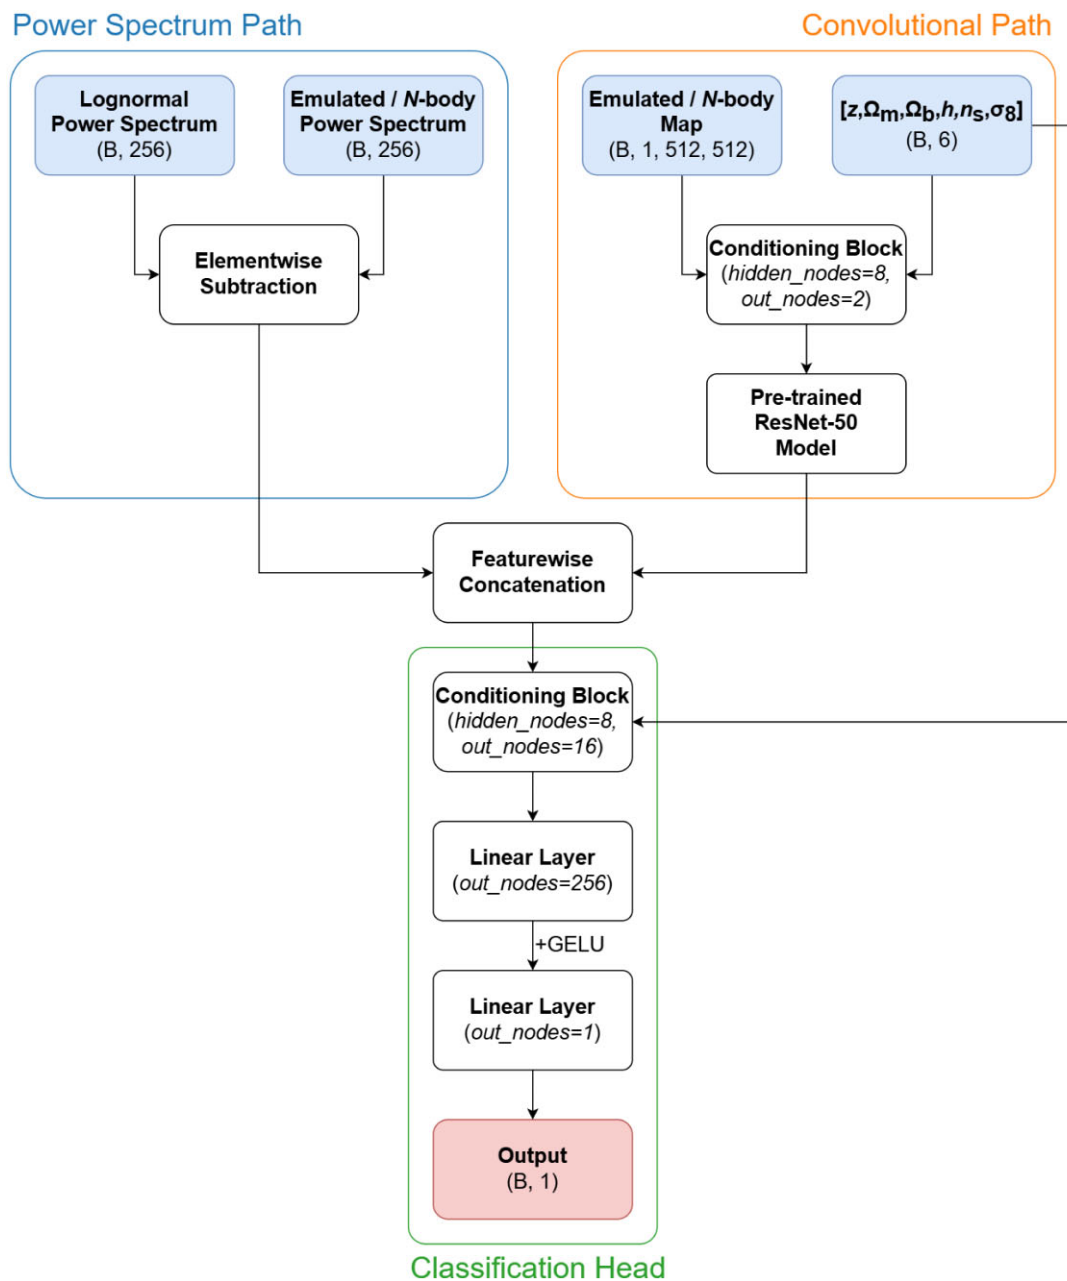 Power Spectrum Path
Convolutional Path
Lognormal
Power Spectrum
(B, 256)
Emulated / N-body
Power Spectrum
(B, 256)
Emulated / N-body
Map
(B, 1, 512, 512)
[z,Ωm,Ωb,h,ns,σ8]
(B, 6)
Elementwise
Subtraction
Conditioning Block
(hidden_nodes=8,
out_nodes=2)
Pre-trained
ResNet-50
Model
Featurewise
Concatenation
Conditioning Block
(hidden_nodes=8,
out_nodes=16)
Linear Layer
(out_nodes=256)
+GELU
Linear Layer
(out_nodes=1)
Output
(B, 1)
Classification Head